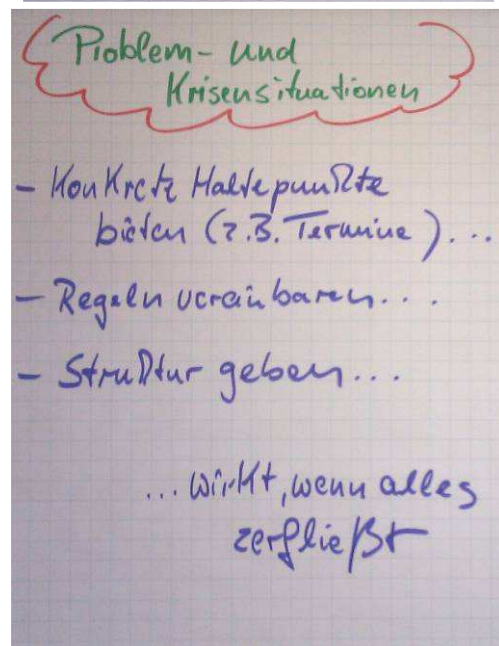 Problem- und
Krisensituationen
- Konkrete Haltepunkte
bieten (z.B. Termine)...
- Regeln vereinbaren...
- Struktur geben...
...wirkt, wenn alles
zerfließt